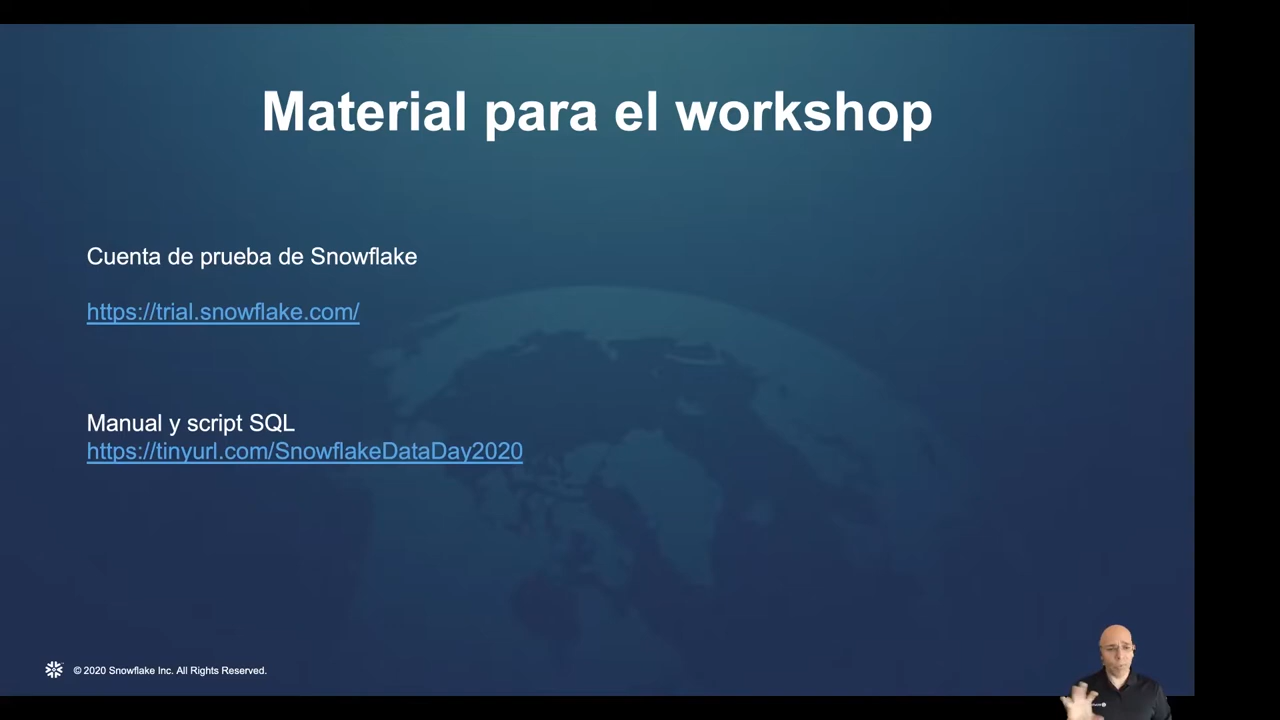 Material para el workshop
Cuenta de prueba de Snowflake
https://trial.snowflake.com/
Manual y script SQL
https://tinyurl.com/SnowflakeDataDay2020
© 2020 Snowflake Inc. All Rights Reserved.